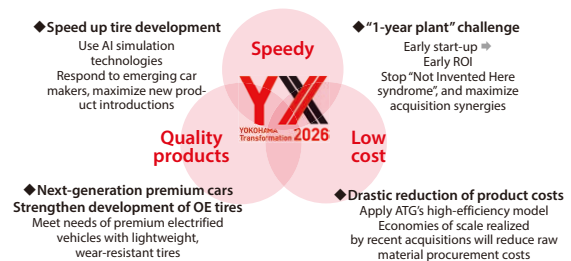 ◆Speed up tire development
Use AI simulation
technologies
Respond to emerging car
makers, maximize new prod-
uct introductions
◆“1-year plant” challenge
Early start-up ➡
Early ROI
Stop “Not Invented Here
syndrome”, and maximize
acquisition synergies
Speedy
YX
YOKOHAMA
Transformation 2026
Quality
products
Low
cost
◆Next-generation premium cars
Strengthen development of OE tires
Meet needs of premium electrified
vehicles with lightweight,
wear-resistant tires
◆Drastic reduction of product costs
Apply ATG’s high-efficiency model
Economies of scale realized
by recent acquisitions will reduce raw
material procurement costs